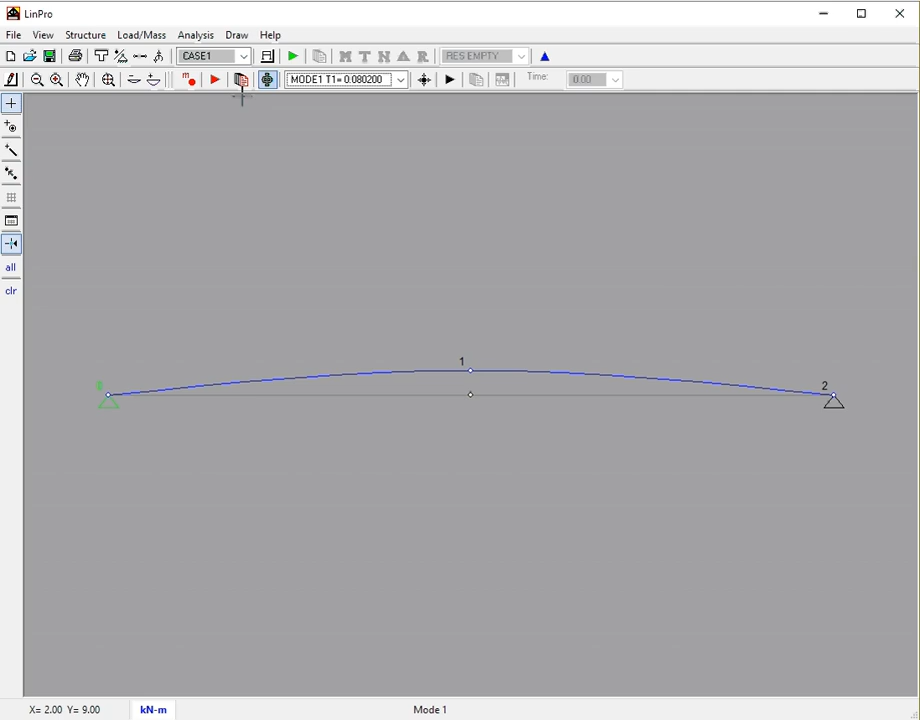 LinPro
File View Structure Load/Mass Analysis Draw Help
CASE1 M T N A R RES EMPTY
m MODE1 T1= 0.080200 Time: 0.00
all
clr
1
2
X= 2.00 Y= 9.00 kN-m Mode 1